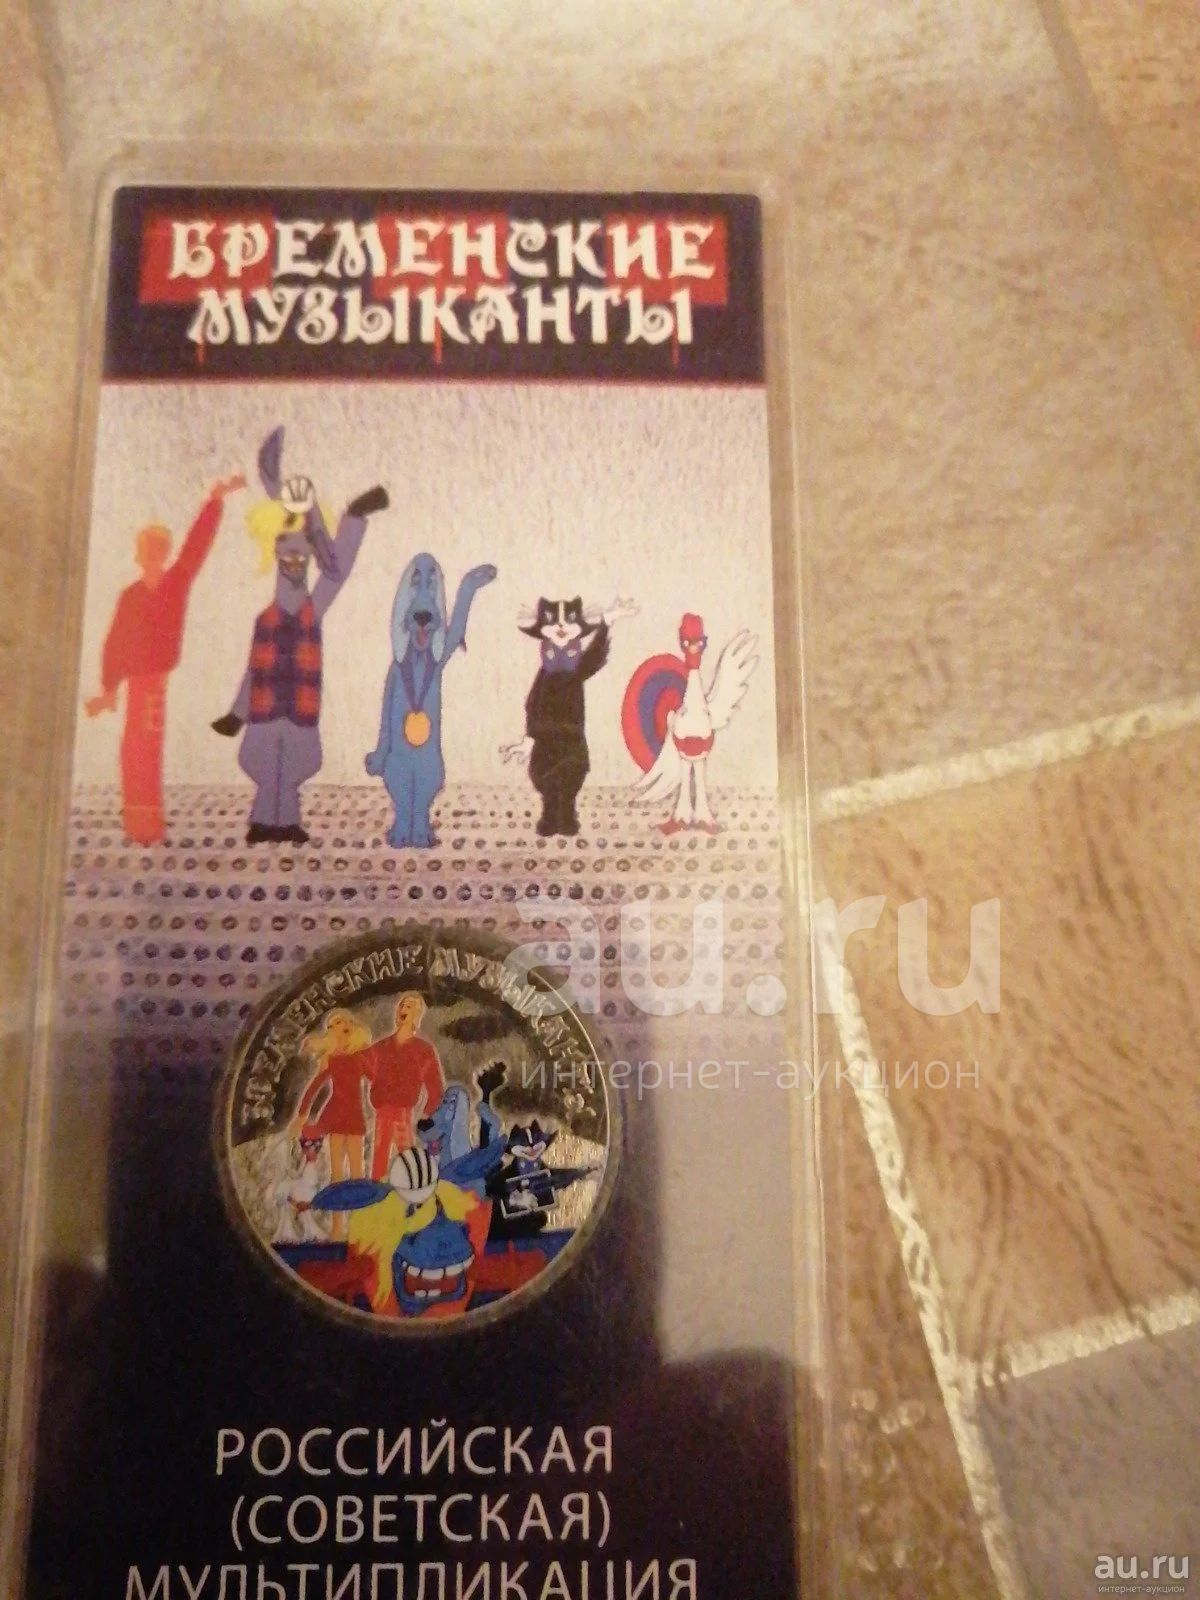 БРЕМЕНСКИЕ
МУЗЫКАНТЫ
БРЕМЕНСКИЕ МУЗЫКАНТЫ
au.ru
интернет-аукцион
РОССИЙСКАЯ
(СОВЕТСКАЯ)
МУЛЬТИПЛИКАЦИЯ
au.ru
интернет-аукцион